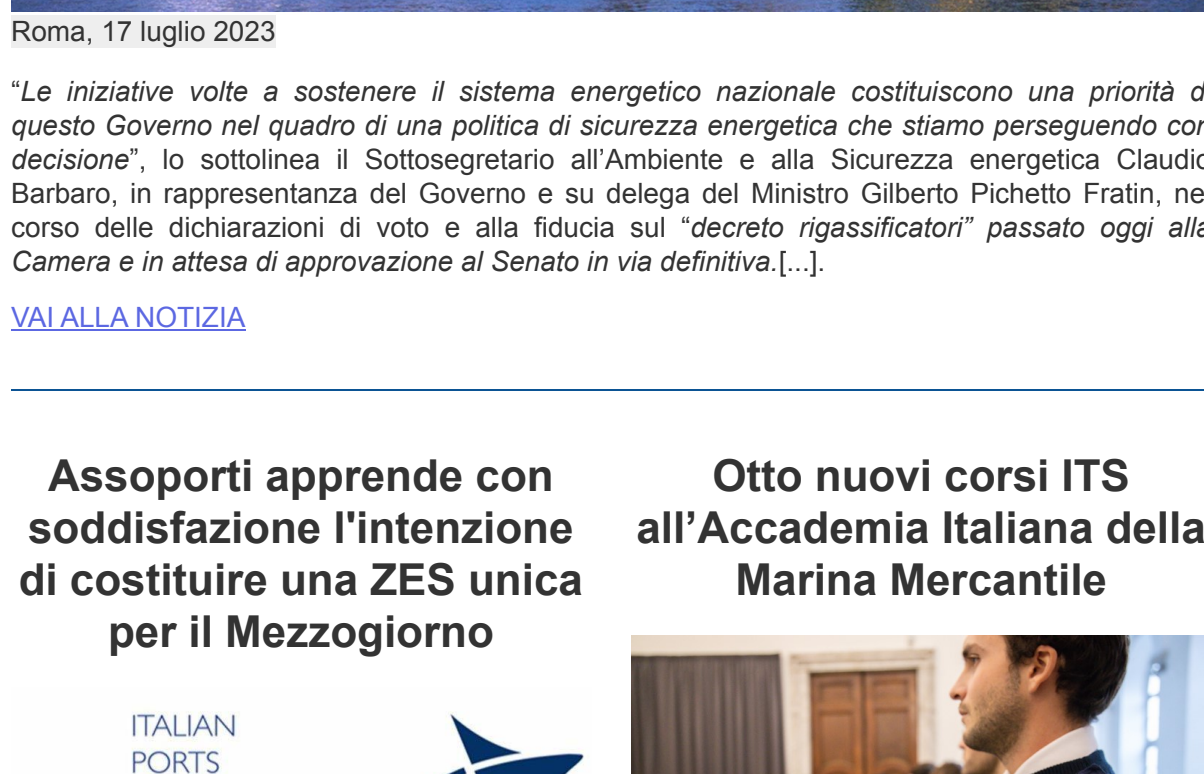 Roma, 17 luglio 2023
“Le iniziative volte a sostenere il sistema energetico nazionale costituiscono una priorità d
questo Governo nel quadro di una politica di sicurezza energetica che stiamo perseguendo con
decisione”, lo sottolinea il Sottosegretario all’Ambiente e alla Sicurezza energetica Claudio
Barbaro, in rappresentanza del Governo e su delega del Ministro Gilberto Pichetto Fratin, ne
corso delle dichiarazioni di voto e alla fiducia sul “decreto rigassificatori” passato oggi alla
Camera e in attesa di approvazione al Senato in via definitiva.[...].
VAI ALLA NOTIZIA
Assoporti apprende con
soddisfazione l'intenzione
di costituire una ZES unica
per il Mezzogiorno
ITALIAN
PORTS
Otto nuovi corsi ITS
all’Accademia Italiana della
Marina Mercantile